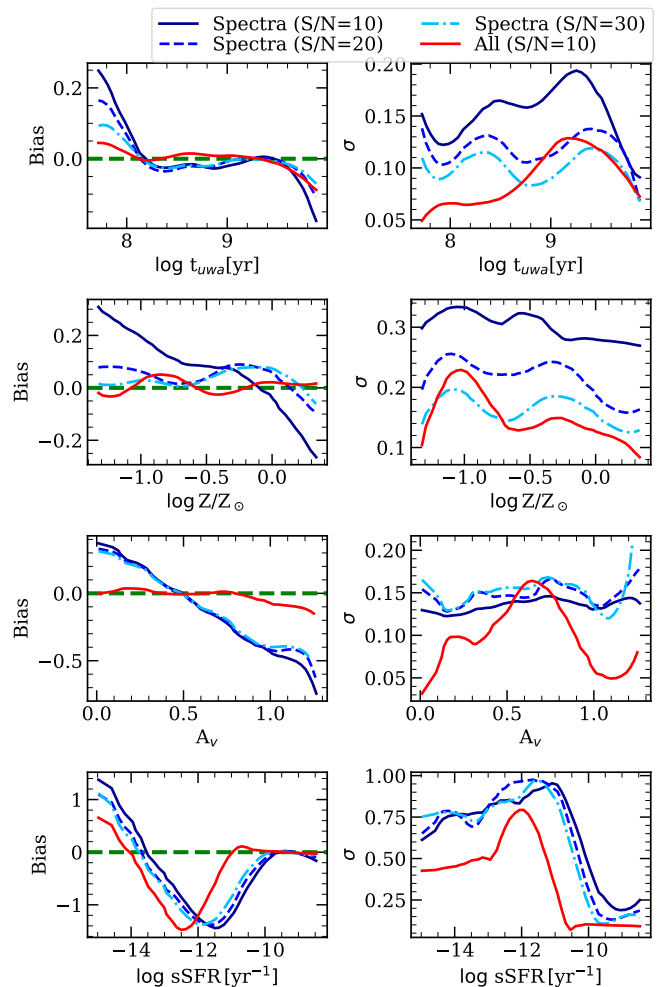 Spectra (S/N=10) Spectra (S/N=30)
Spectra (S/N=20) All (S/N=10)
0.2
0.0
Bias
8 9
log t_uwa[yr]
0.20
0.15
0.10
0.05
σ
8 9
log t_uwa[yr]
0.2
0.0
−0.2
Bias
−1.0 −0.5 0.0
log Z/Z_⊙
0.3
0.2
0.1
σ
−1.0 −0.5 0.0
log Z/Z_⊙
0.0
−0.5
Bias
0.0 0.5 1.0
A_v
0.20
0.15
0.10
0.05
σ
0.0 0.5 1.0
A_v
1
0
−1
Bias
−14 −12 −10
log sSFR[yr⁻¹]
1.00
0.75
0.50
0.25
0.00
σ
−14 −12 −10
log sSFR[yr⁻¹]